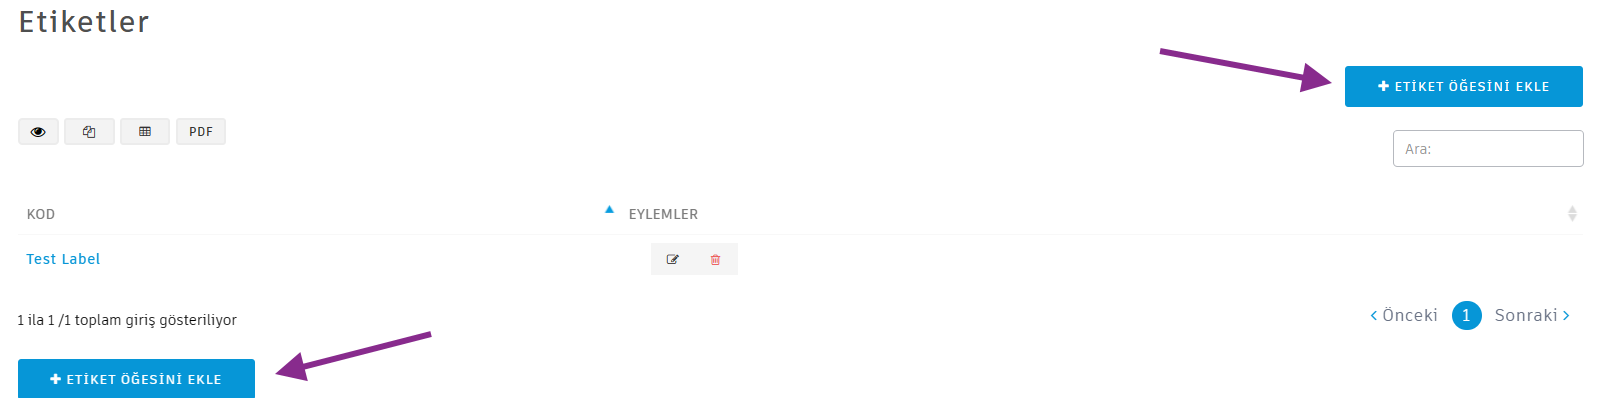 Etiketler
ETİKET ÖĞESİNİ EKLE
PDF
Ara:
KOD EYLEMLER
Test Label
1 ila 1 /1 toplam giriş gösteriliyor
Önceki 1 Sonraki
ETİKET ÖĞESİNİ EKLE